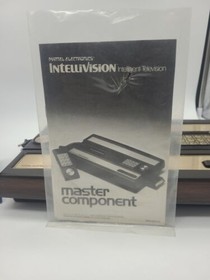 MATTEL ELECTRONICS
INTELLIVISION Intelligent Television
master
component